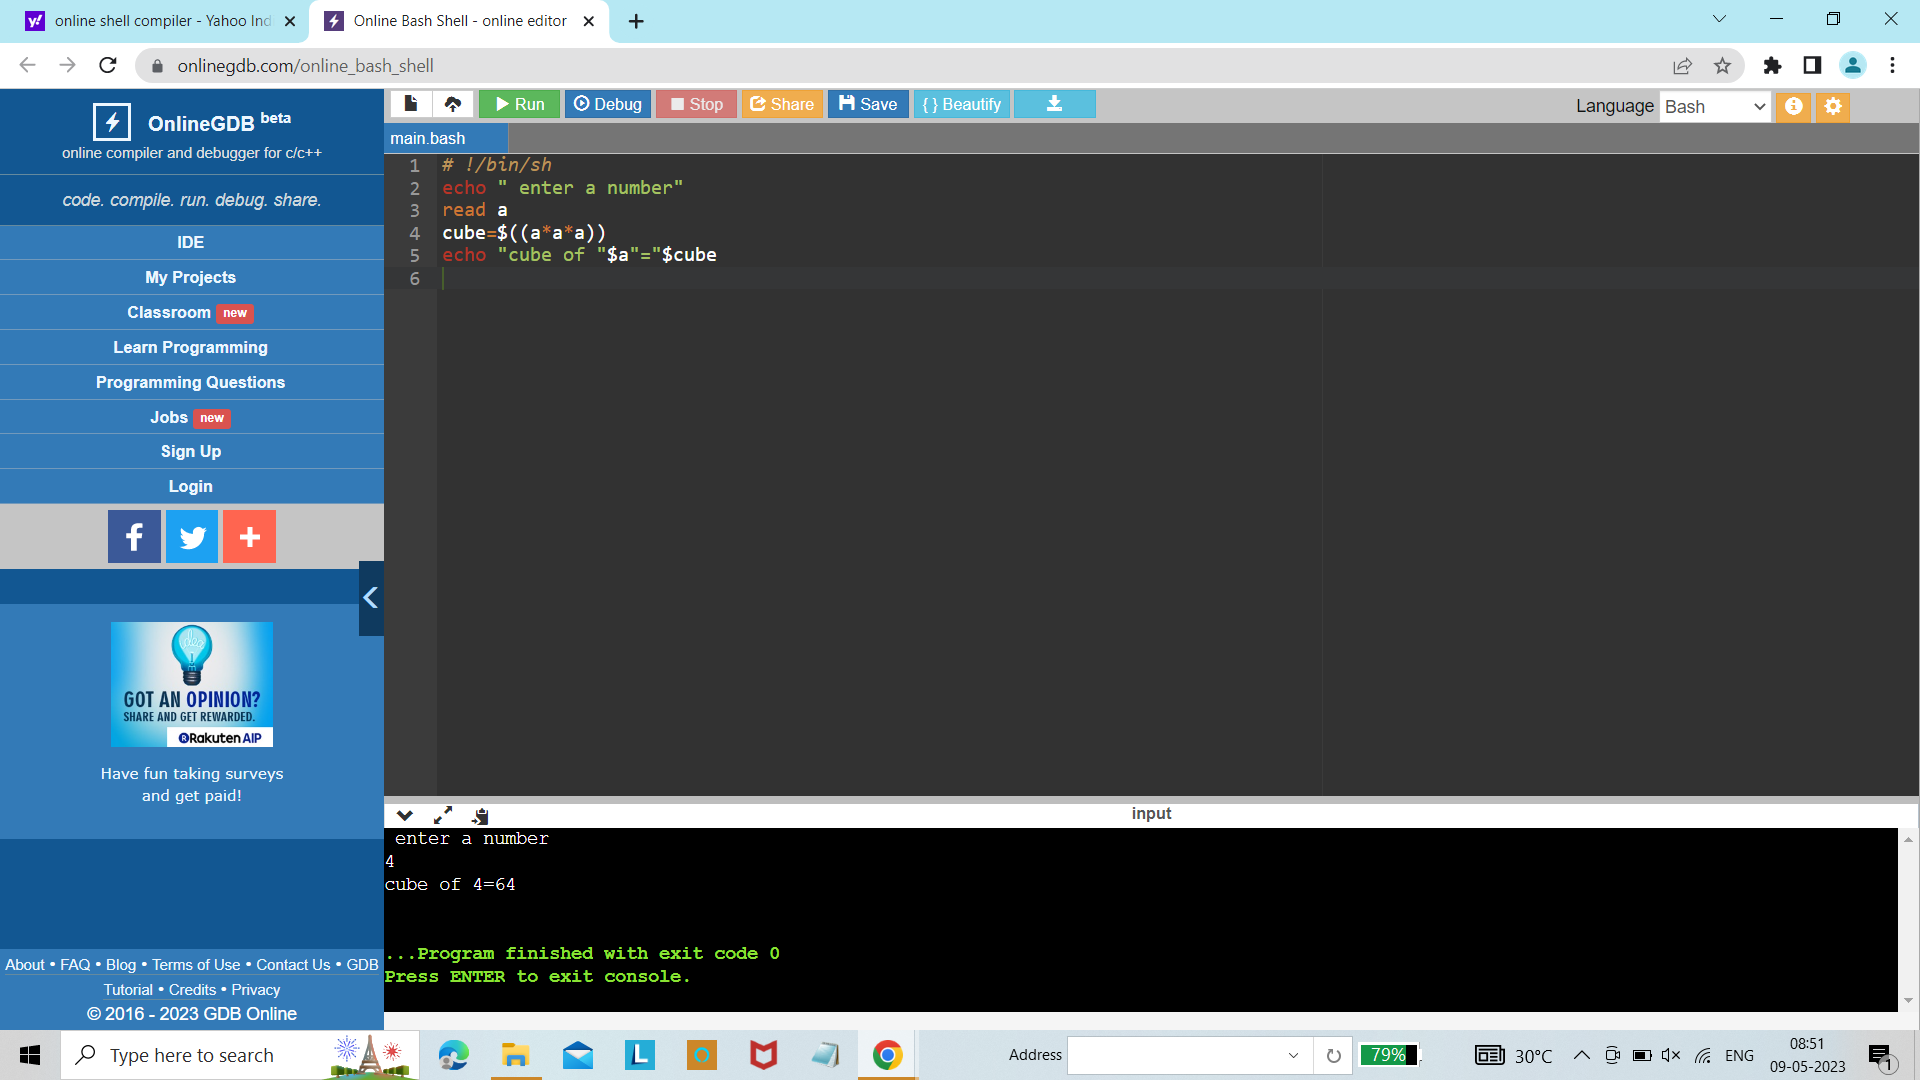 online shell compiler - Yahoo Ind
Online Bash Shell - online editor
onlinegdb.com/online_bash_shell
OnlineGDB beta
online compiler and debugger for c/c++
code. compile. run. debug. share.
IDE
My Projects
Classroom new
Learn Programming
Programming Questions
Jobs new
Sign Up
Login
GOT AN OPINION?
SHARE AND GET REWARDED.
Rakuten AIP
Have fun taking surveys
and get paid!
About • FAQ • Blog • Terms of Use • Contact Us • GDB
Tutorial • Credits • Privacy
© 2016 - 2023 GDB Online
Run Debug Stop Share Save { } Beautify
Language Bash
main.bash
1 # !/bin/sh
2 echo " enter a number"
3 read a
4 cube=$((a*a*a))
5 echo "cube of "$a"="$cube
6
input
enter a number
4
cube of 4=64
...Program finished with exit code 0
Press ENTER to exit console.
Type here to search
Address
79%
30°C
ENG
08:51
09-05-2023
1